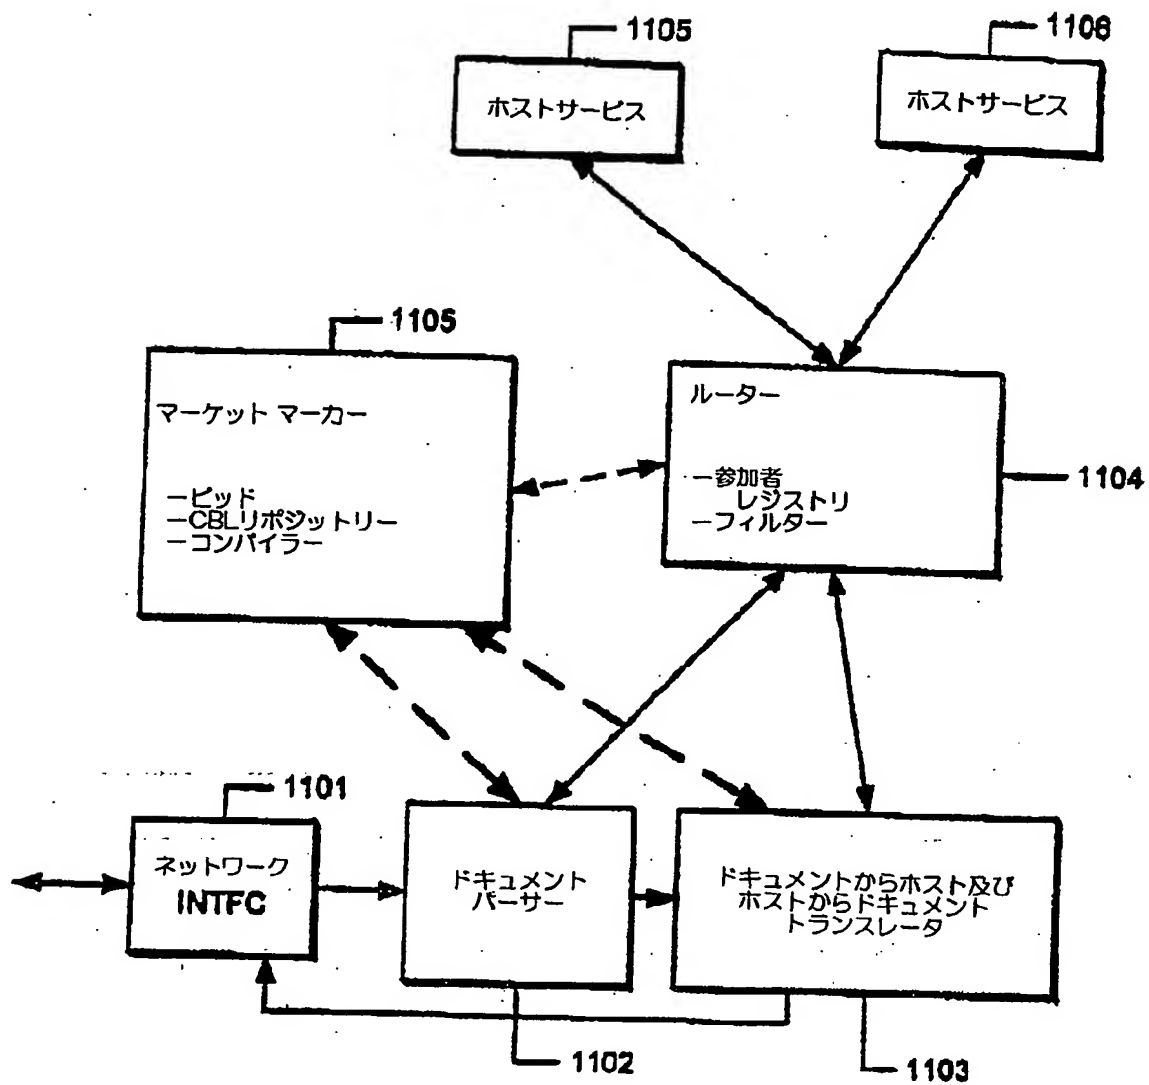 1105
1106
ホストサービス
ホストサービス
1105
マーケット マーカー
ービッド
ーCBLリポジットリー
ーコンパイラー
ルーター
ー参加者
レジストリ
ーフィルター
1104
1101
ネットワーク
INTFC
ドキュメント
パーサー
ドキュメントからホスト及び
ホストからドキュメント
トランスレータ
1102
1103